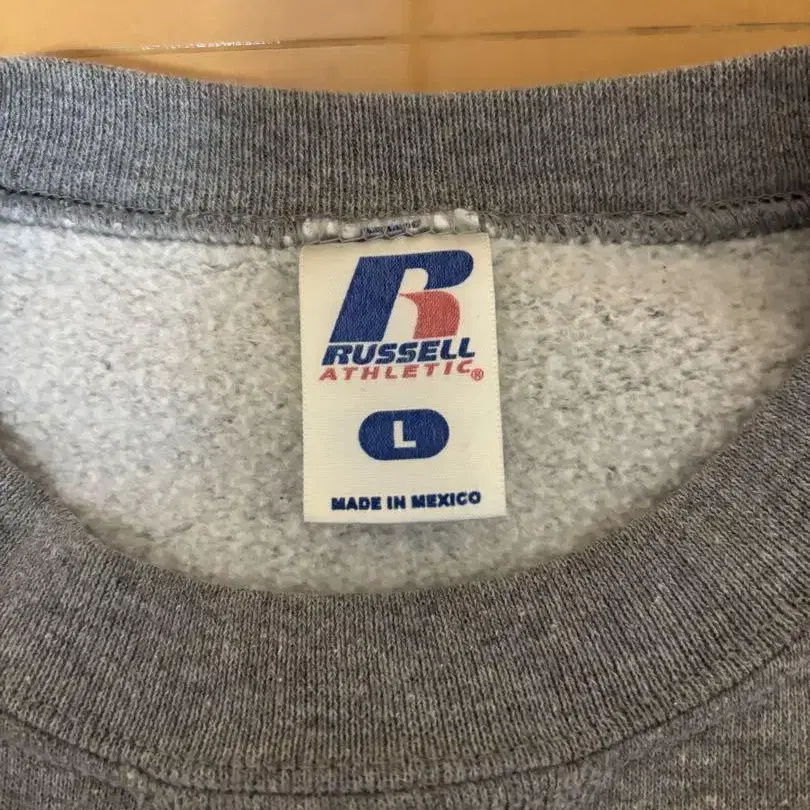 R
RUSSELL
ATHLETIC®
L
MADE IN MEXICO